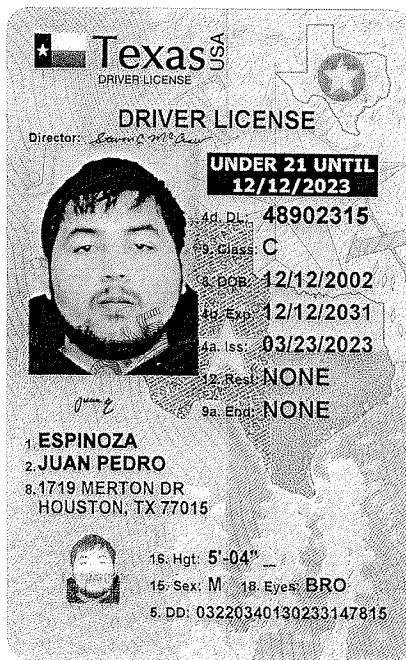 Texas USA
DRIVER LICENSE
DRIVER LICENSE
Director:
UNDER 21 UNTIL
12/12/2023
4d. DL: 48902315
9. Class: C
3. DOB: 12/12/2002
4b. Exp: 12/12/2031
4a. Iss: 03/23/2023
12. Rest: NONE
9a. End: NONE
1. ESPINOZA
2. JUAN PEDRO
8. 1719 MERTON DR
HOUSTON, TX 77015
16. Hgt: 5'-04" _
15. Sex: M 18. Eyes: BRO
5. DD: 03220340130233147815